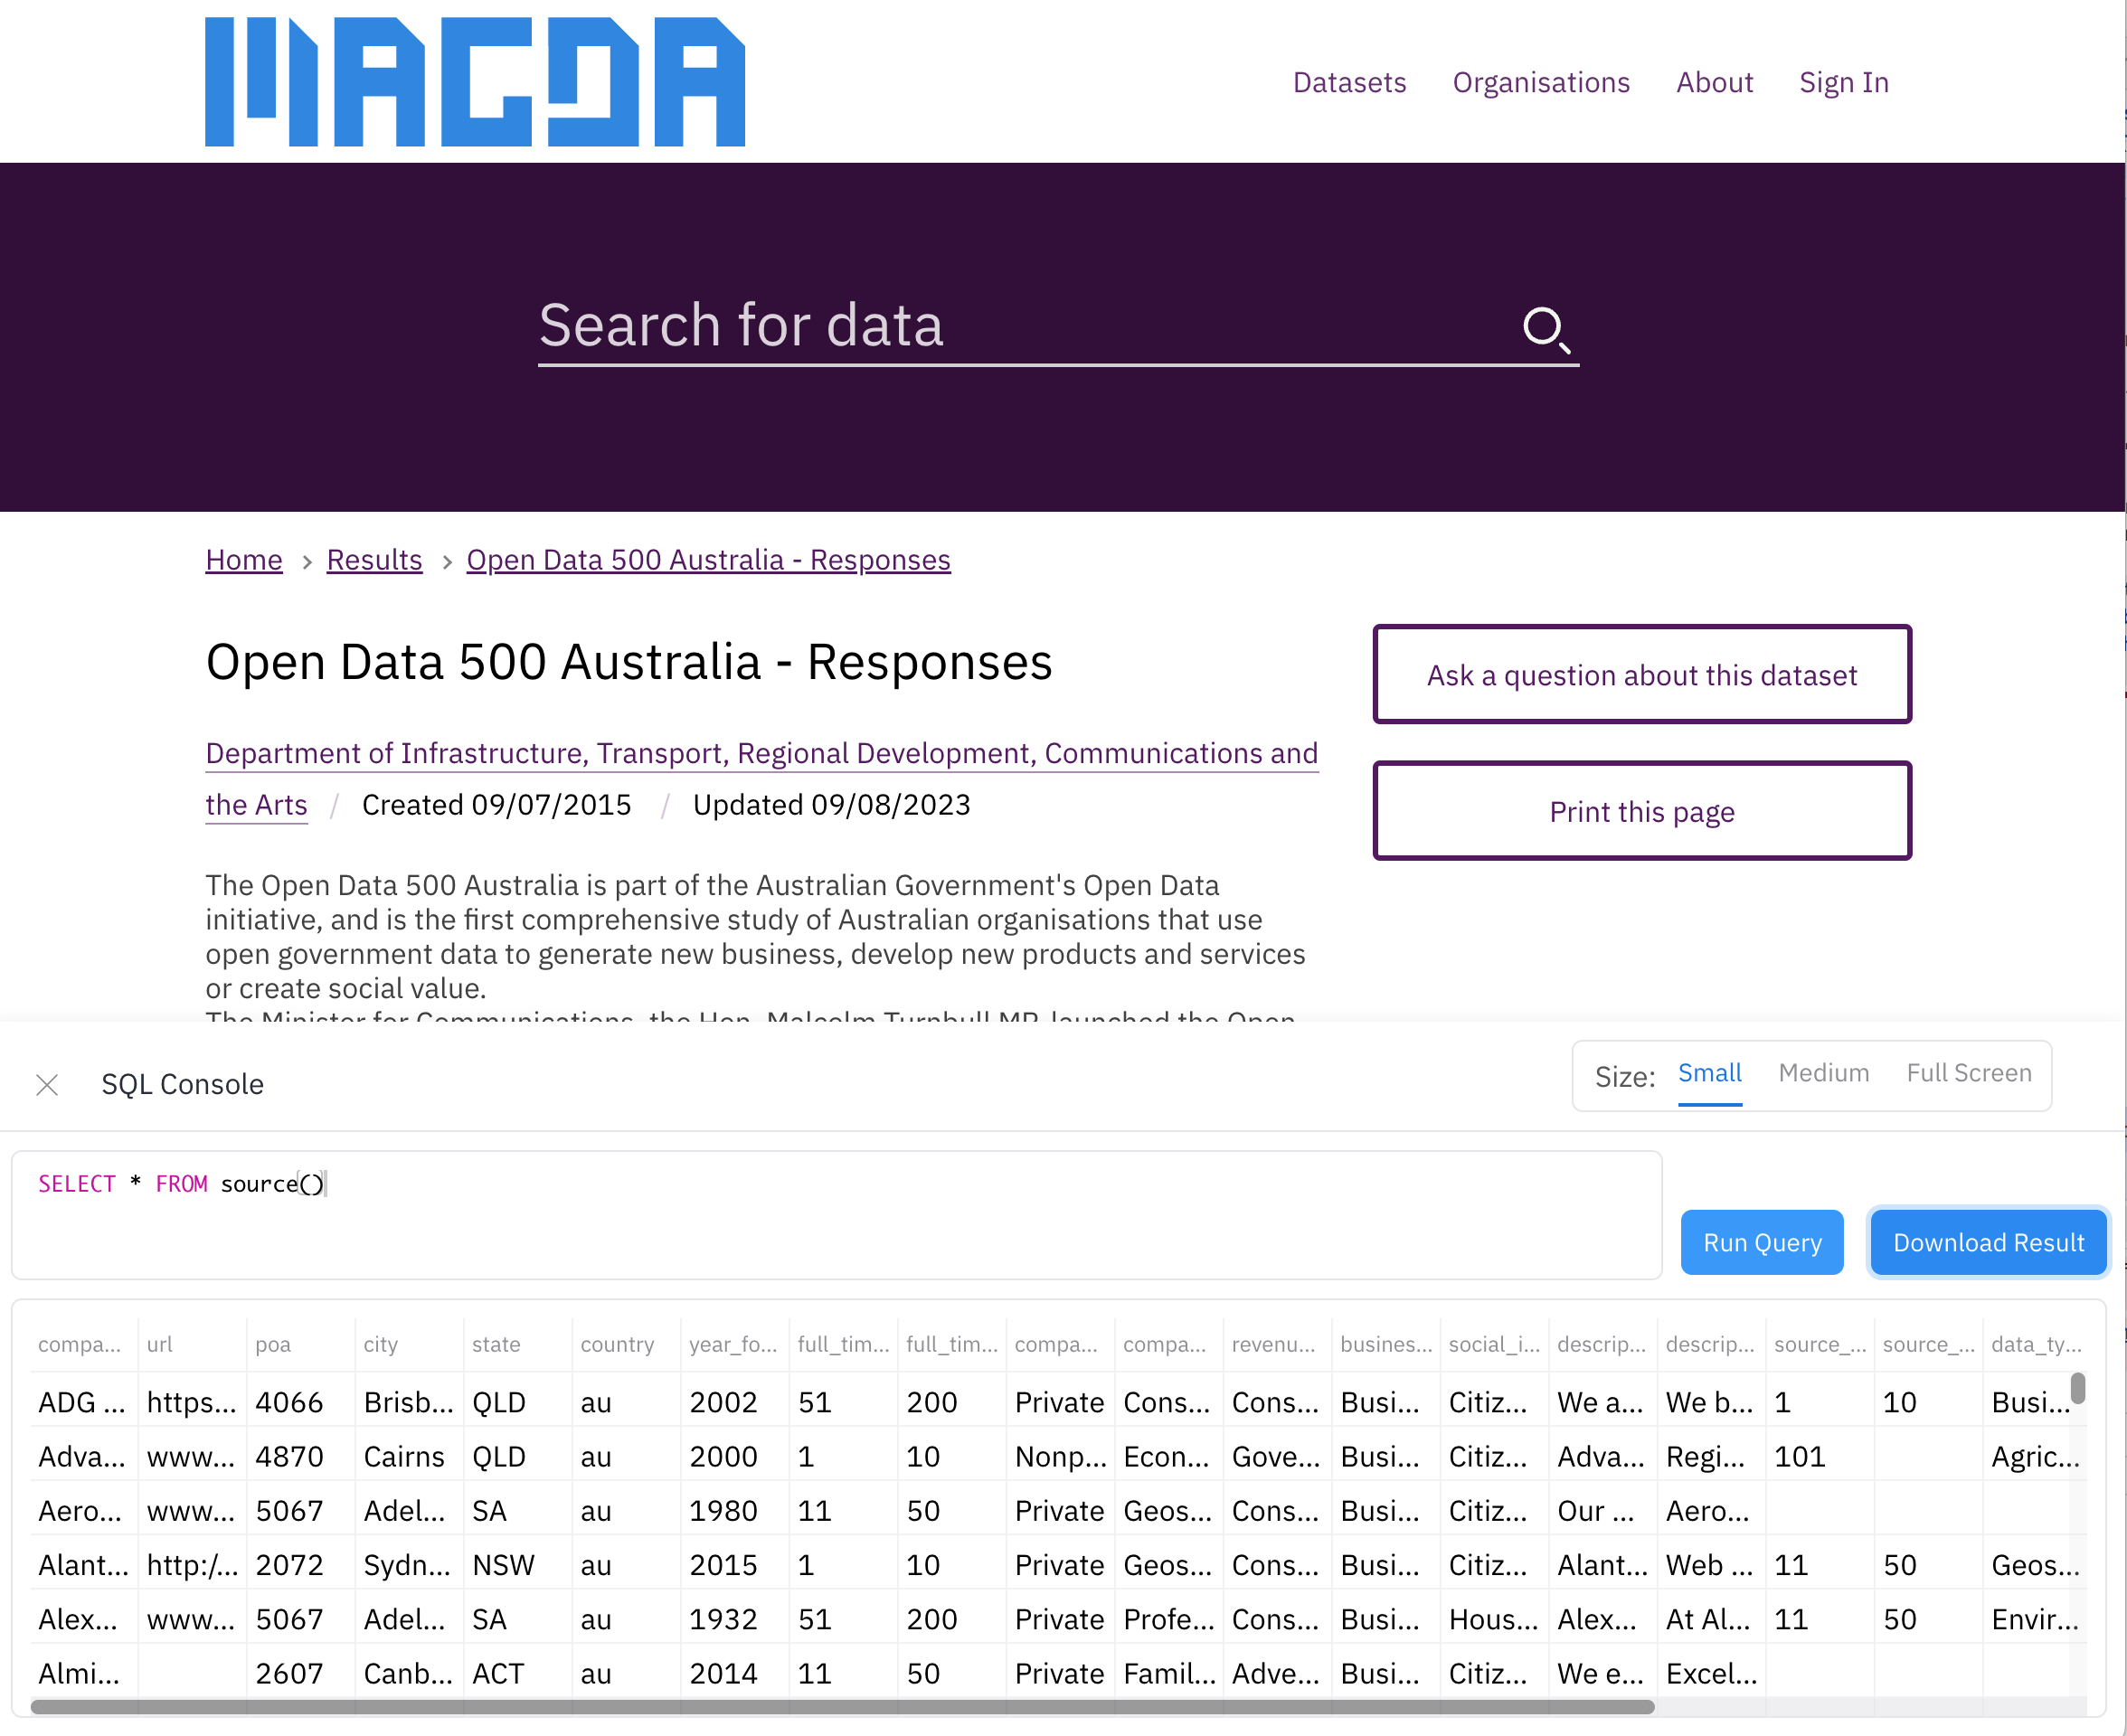 MAGDA
Datasets Organisations About Sign In
Search for data
Home > Results > Open Data 500 Australia - Responses
Open Data 500 Australia - Responses
Ask a question about this dataset
Department of Infrastructure, Transport, Regional Development, Communications and
the Arts / Created 09/07/2015 / Updated 09/08/2023
Print this page
The Open Data 500 Australia is part of the Australian Government's Open Data
initiative, and is the first comprehensive study of Australian organisations that use
open government data to generate new business, develop new products and services
or create social value.
The Minister for Communications, the Hon. Malcolm Turnbull MP, launched the Open
SQL Console
Size: Small Medium Full Screen
SELECT * FROM source()
Run Query Download Result
compa... url poa city state country year_fo... full_tim... full_tim... compa... compa... revenu... busines... social_i... descrip... descrip... source_... source_... data_ty...
ADG ... https... 4066 Brisb... QLD au 2002 51 200 Private Cons... Cons... Busi... Citiz... We a... We b... 1 10 Busi...
Adva... www... 4870 Cairns QLD au 2000 1 10 Nonp... Econ... Gove... Busi... Citiz... Adva... Regi... 101 Agric...
Aero... www... 5067 Adel... SA au 1980 11 50 Private Geos... Cons... Busi... Citiz... Our ... Aero...
Alant... http:/... 2072 Sydn... NSW au 2015 1 10 Private Geos... Cons... Busi... Citiz... Alant... Web ... 11 50 Geos...
Alex... www... 5067 Adel... SA au 1932 51 200 Private Profe... Cons... Busi... Hous... Alex... At Al... 11 50 Envir...
Almi... 2607 Canb... ACT au 2014 11 50 Private Famil... Adve... Busi... Citiz... We e... Excel...